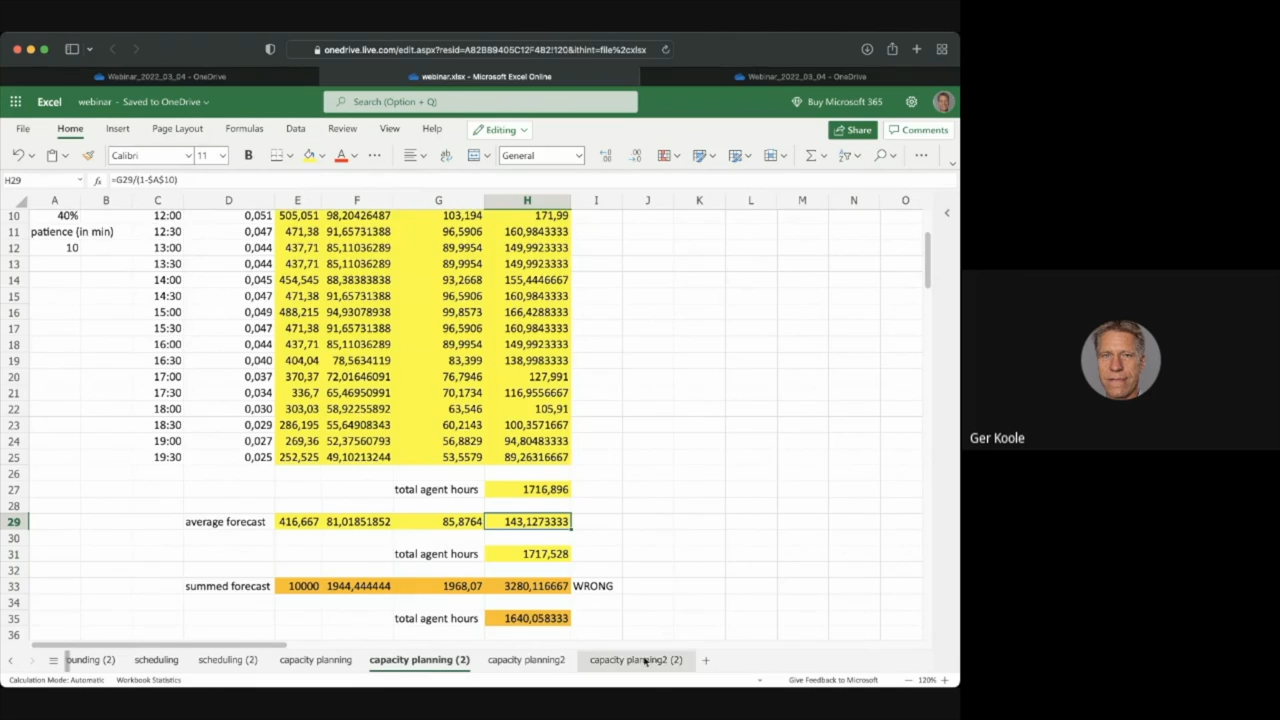 onedrive.live.com/edit.aspx?resid=A82BB9405C12F482!120&ithint=file%2cxlsx
Webinar_2022_03_04 - OneDrive
webinar.xlsx - Microsoft Excel Online
Webinar_2022_03_04 - OneDrive
Excel webinar - Saved to OneDrive Search (Option + Q) Buy Microsoft 365
File Home Insert Page Layout Formulas Data Review View Help Editing Share Comments
Calibri 11 B A General
H29 fx =G29/(1-$A$10)
A B C D E F G H I J K L M N O
10 40% 12:00 0,051 505,051 98,20426487 103,194 171,99
11 patience (in min) 12:30 0,047 471,38 91,65731388 96,5906 160,9843333
12 10 13:00 0,044 437,71 85,11036289 89,9954 149,9923333
13 13:30 0,044 437,71 85,11036289 89,9954 149,9923333
14 14:00 0,045 454,545 88,38383838 93,2668 155,4446667
15 14:30 0,047 471,38 91,65731388 96,5906 160,9843333
16 15:00 0,049 488,215 94,93078938 99,8573 166,4288333
17 15:30 0,047 471,38 91,65731388 96,5906 160,9843333
18 16:00 0,044 437,71 85,11036289 89,9954 149,9923333
19 16:30 0,040 404,04 78,5634119 83,399 138,9983333
20 17:00 0,037 370,37 72,01646091 76,7946 127,991
21 17:30 0,034 336,7 65,46950991 70,1734 116,9556667
22 18:00 0,030 303,03 58,92255892 63,546 105,91
23 18:30 0,029 286,195 55,64908343 60,2143 100,3571667
24 19:00 0,027 269,36 52,37560793 56,8829 94,80483333
25 19:30 0,025 252,525 49,10213244 53,5579 89,26316667
26
27 total agent hours 1716,896
28
29 average forecast 416,667 81,01851852 85,8764 143,1273333
30
31 total agent hours 1717,528
32
33 summed forecast 10000 1944,444444 1968,07 3280,116667 WRONG
34
35 total agent hours 1640,058333
36
ounding (2) scheduling scheduling (2) capacity planning capacity planning (2) capacity planning2 capacity planning2 (2)
Calculation Mode: Automatic Workbook Statistics Give Feedback to Microsoft 120%
Ger Koole